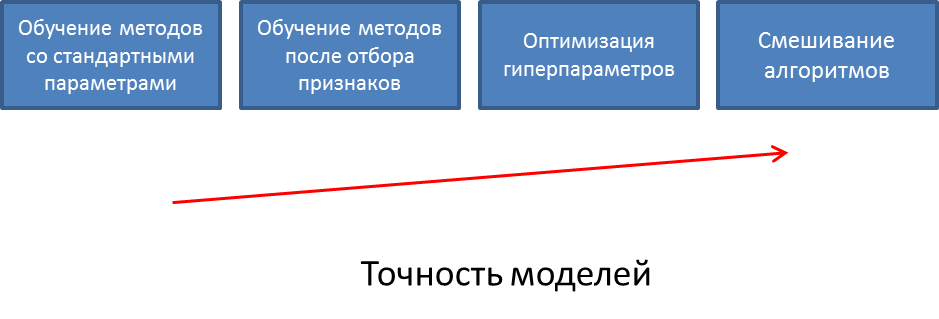 Обучение методов
со стандартными
параметрами
Обучение методов
после отбора
признаков
Оптимизация
гиперпараметров
Смешивание
алгоритмов
Точность моделей